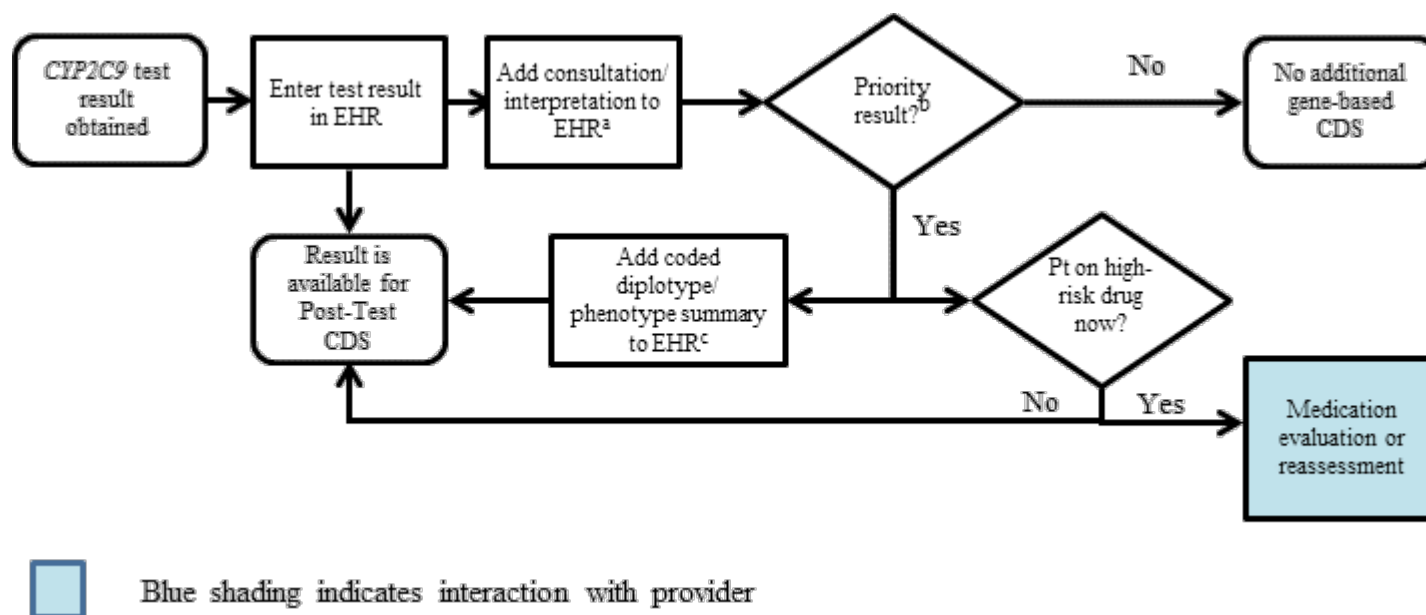 CYP2C9 test
result
obtained
Enter test result
in EHR
Add consultation/
interpretation to
EHRᵃ
Priority
result?ᵇ
No
No additional
gene-based
CDS
Yes
Result is
available for
Post-Test
CDS
Add coded
diplotype/
phenotype summary
to EHRᶜ
Pt on high-
risk drug
now?
No
Yes
Medication
evaluation or
reassessment
Blue shading indicates interaction with provider